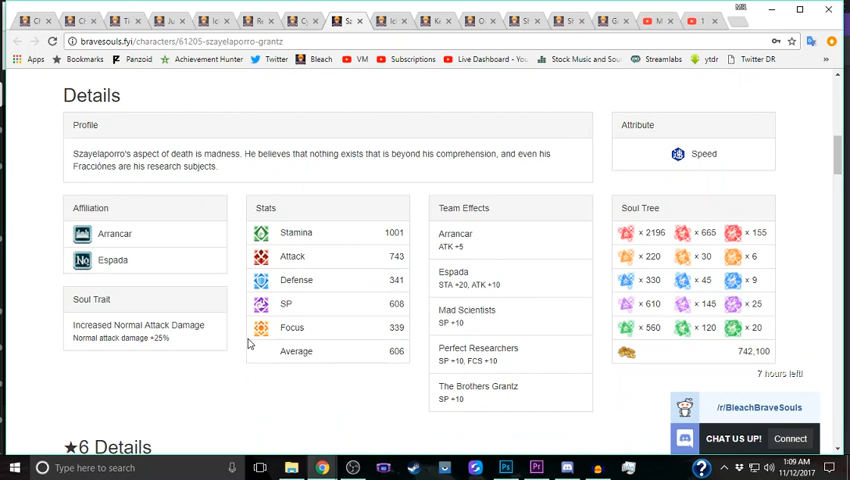 bravesouls.fyi/characters/61205-szayelaporro-grantz
Apps Bookmarks Panzoid Achievement Hunter Twitter Bleach VM Subscriptions Live Dashboard - You Stock Music and Sou Streamlabs ytdr Twitter DR
Details
Profile
Szayelaporro's aspect of death is madness. He believes that nothing exists that is beyond his comprehension, and even his
Fracciónes are his research subjects.
Attribute
速 Speed
Affiliation
Arrancar
Espada
Soul Trait
Increased Normal Attack Damage
Normal attack damage +25%
Stats
Stamina 1001
Attack 743
Defense 341
SP 608
Focus 339
Average 606
Team Effects
Arrancar
ATK +5
Espada
STA +20, ATK +10
Mad Scientists
SP +10
Perfect Researchers
SP +10, FCS +10
The Brothers Grantz
SP +10
Soul Tree
x 2196 x 665 x 155
x 220 x 30 x 6
x 330 x 45 x 9
x 610 x 145 x 25
x 560 x 120 x 20
742,100
7 hours left!
/r/BleachBraveSouls
CHAT US UP! Connect
★6 Details
Type here to search
1:09 AM
11/12/2017